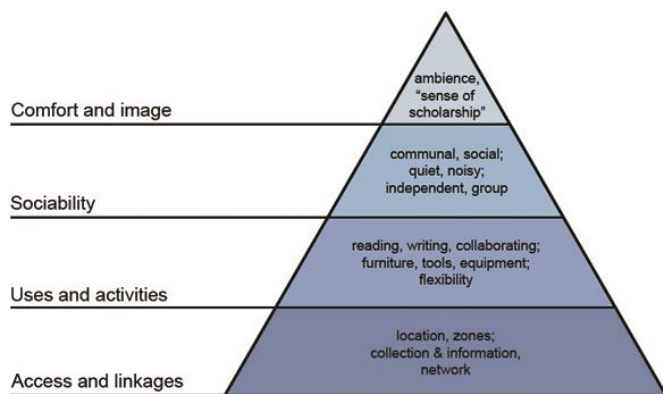 ambience,
"sense of
scholarship"
Comfort and image
communal, social;
quiet, noisy;
independent, group
Sociability
reading, writing, collaborating;
furniture, tools, equipment;
flexibility
Uses and activities
location, zones;
collection & information,
network
Access and linkages